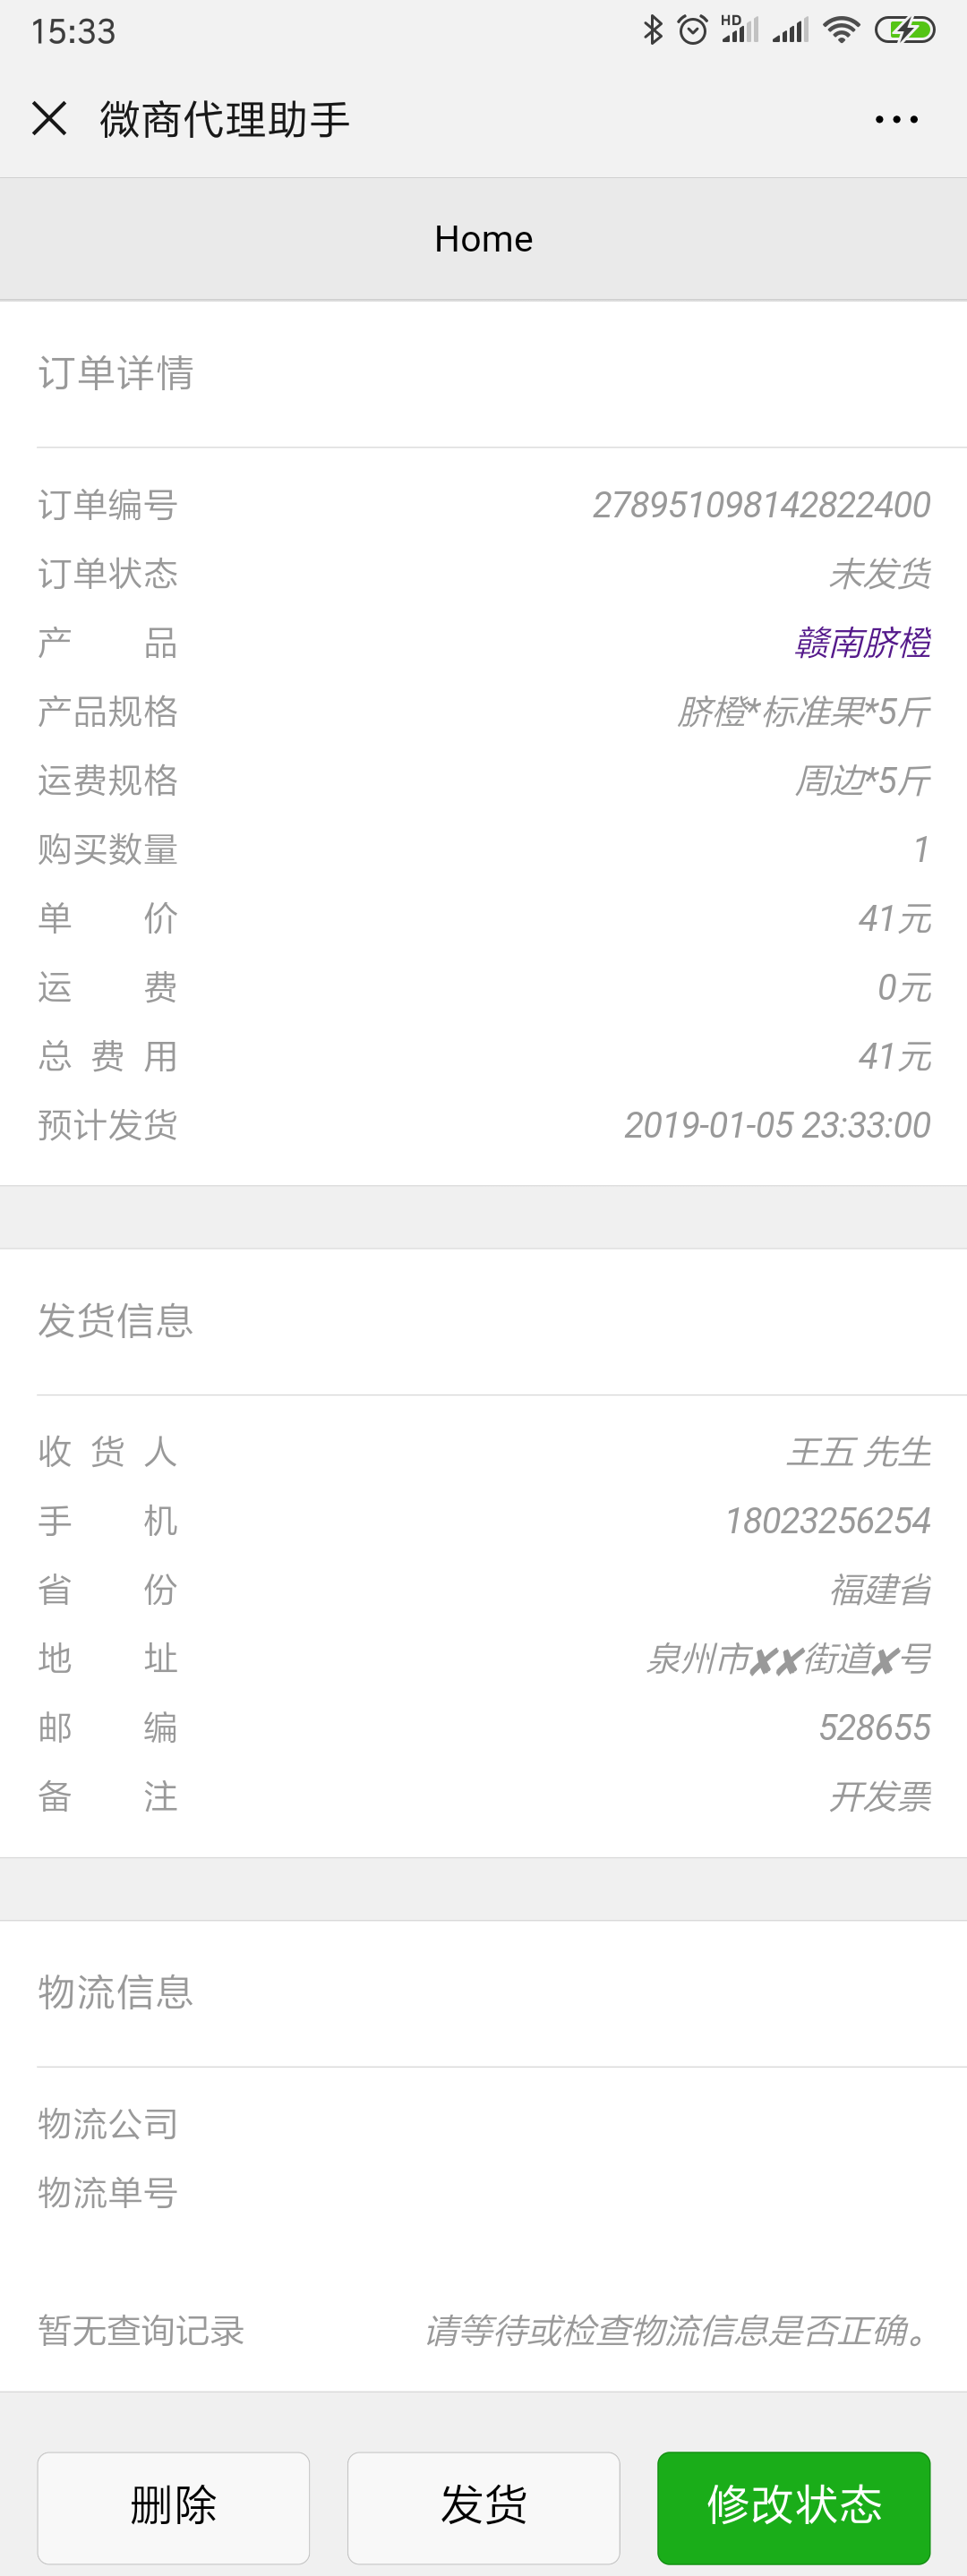 15:33 HD
微商代理助手
Home
订单详情
订单编号 278951098142822400
订单状态 未发货
产 品 赣南脐橙
产品规格 脐橙*标准果*5斤
运费规格 周边*5斤
购买数量 1
单 价 41元
运 费 0元
总 费 用 41元
预计发货 2019-01-05 23:33:00
发货信息
收 货 人 王五 先生
手 机 18023256254
省 份 福建省
地 址 泉州市✘✘街道✘号
邮 编 528655
备 注 开发票
物流信息
物流公司
物流单号
暂无查询记录 请等待或检查物流信息是否正确。
删除 发货 修改状态